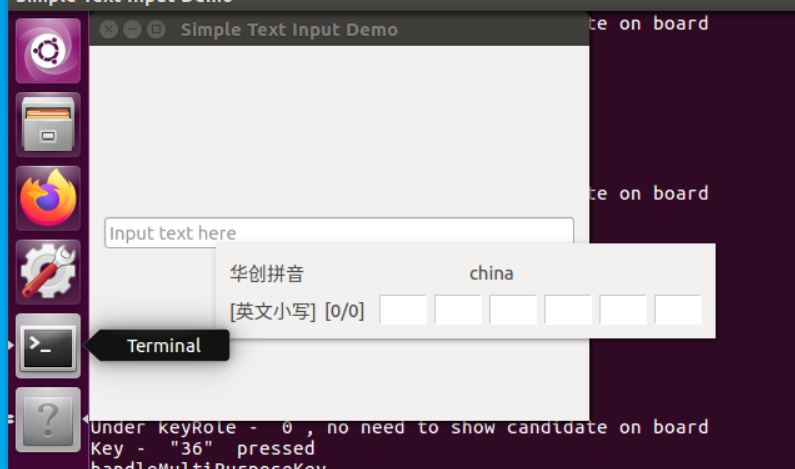 Simple Text Input Demo
Simple Text Input Demo
te on board
te on board
Input text here
华创拼音 china
[英文小写] [0/0]
Terminal
Under keyRole - 0 , no need to show candidate on board
Key - "36" pressed
handleMultiPurposeKey